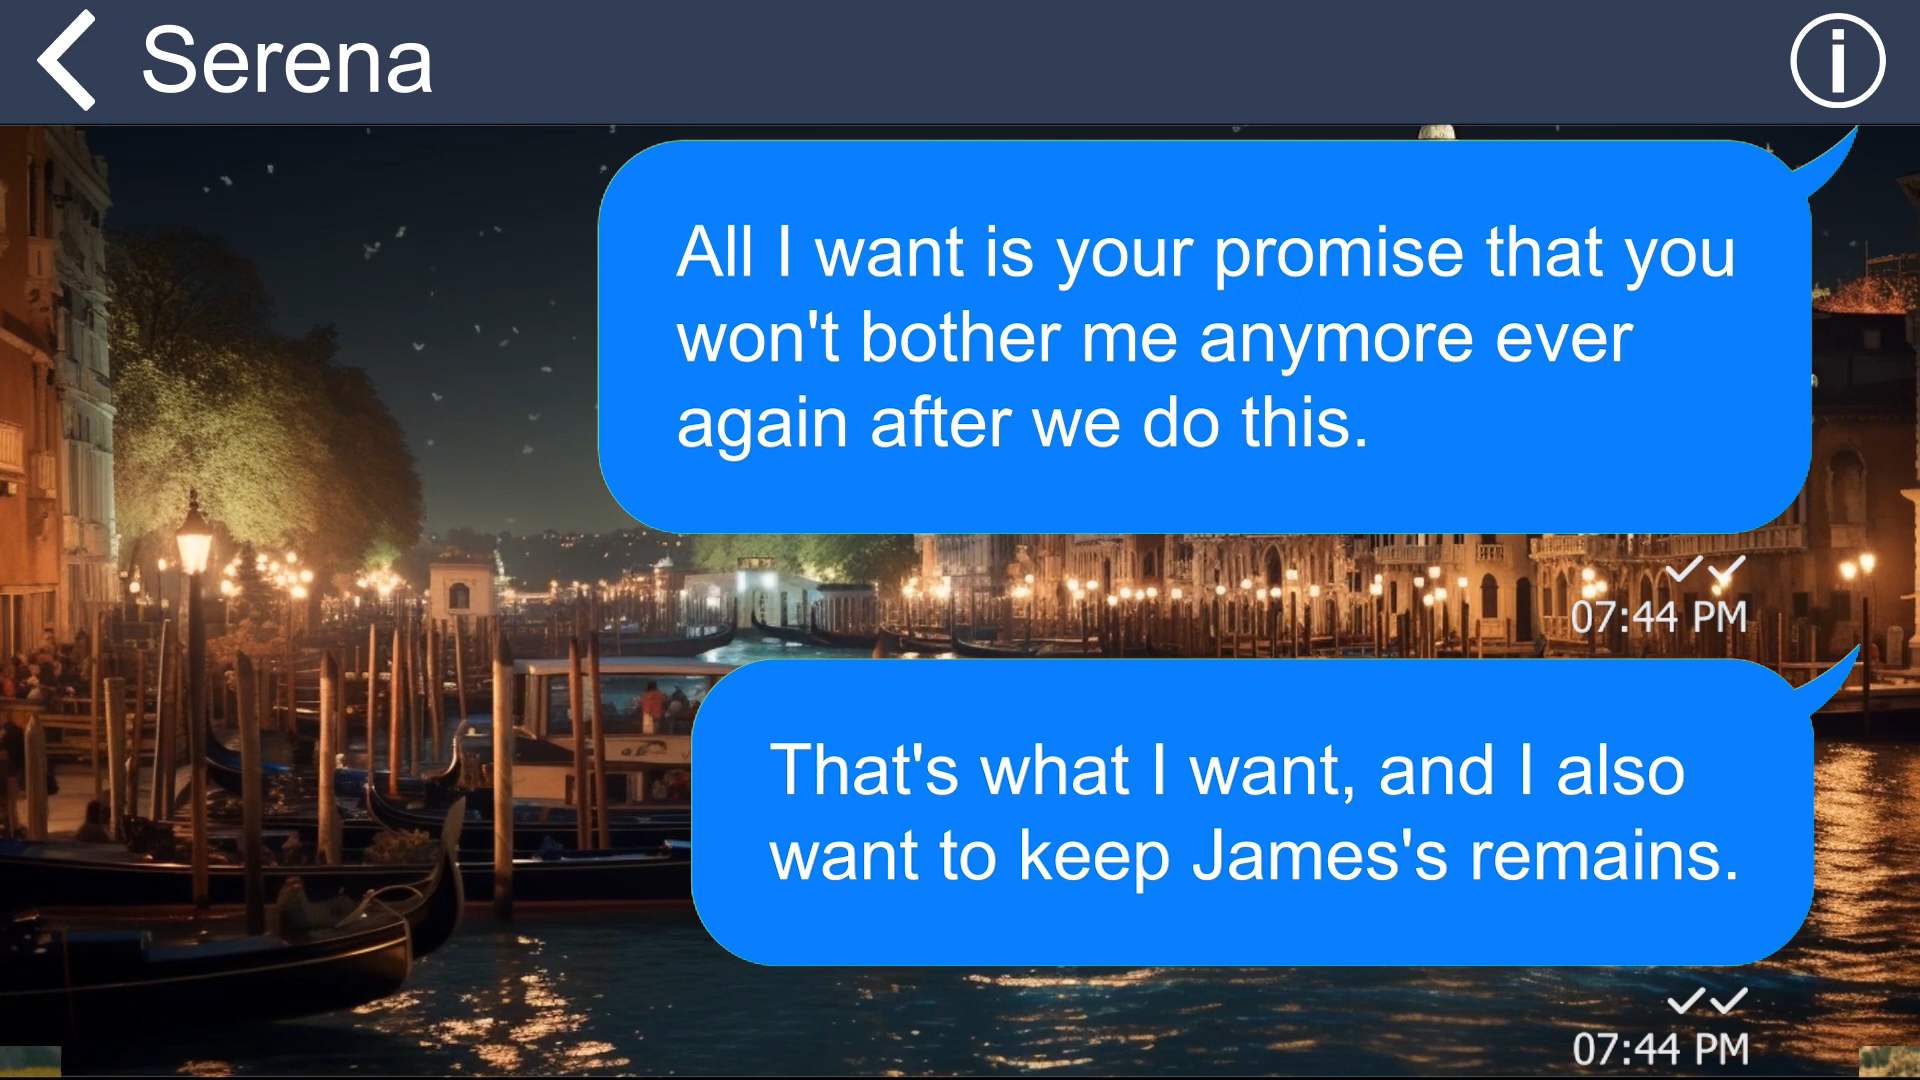 Serena
All I want is your promise that you
won't bother me anymore ever
again after we do this.
07:44 PM
That's what I want, and I also
want to keep James's remains.
07:44 PM